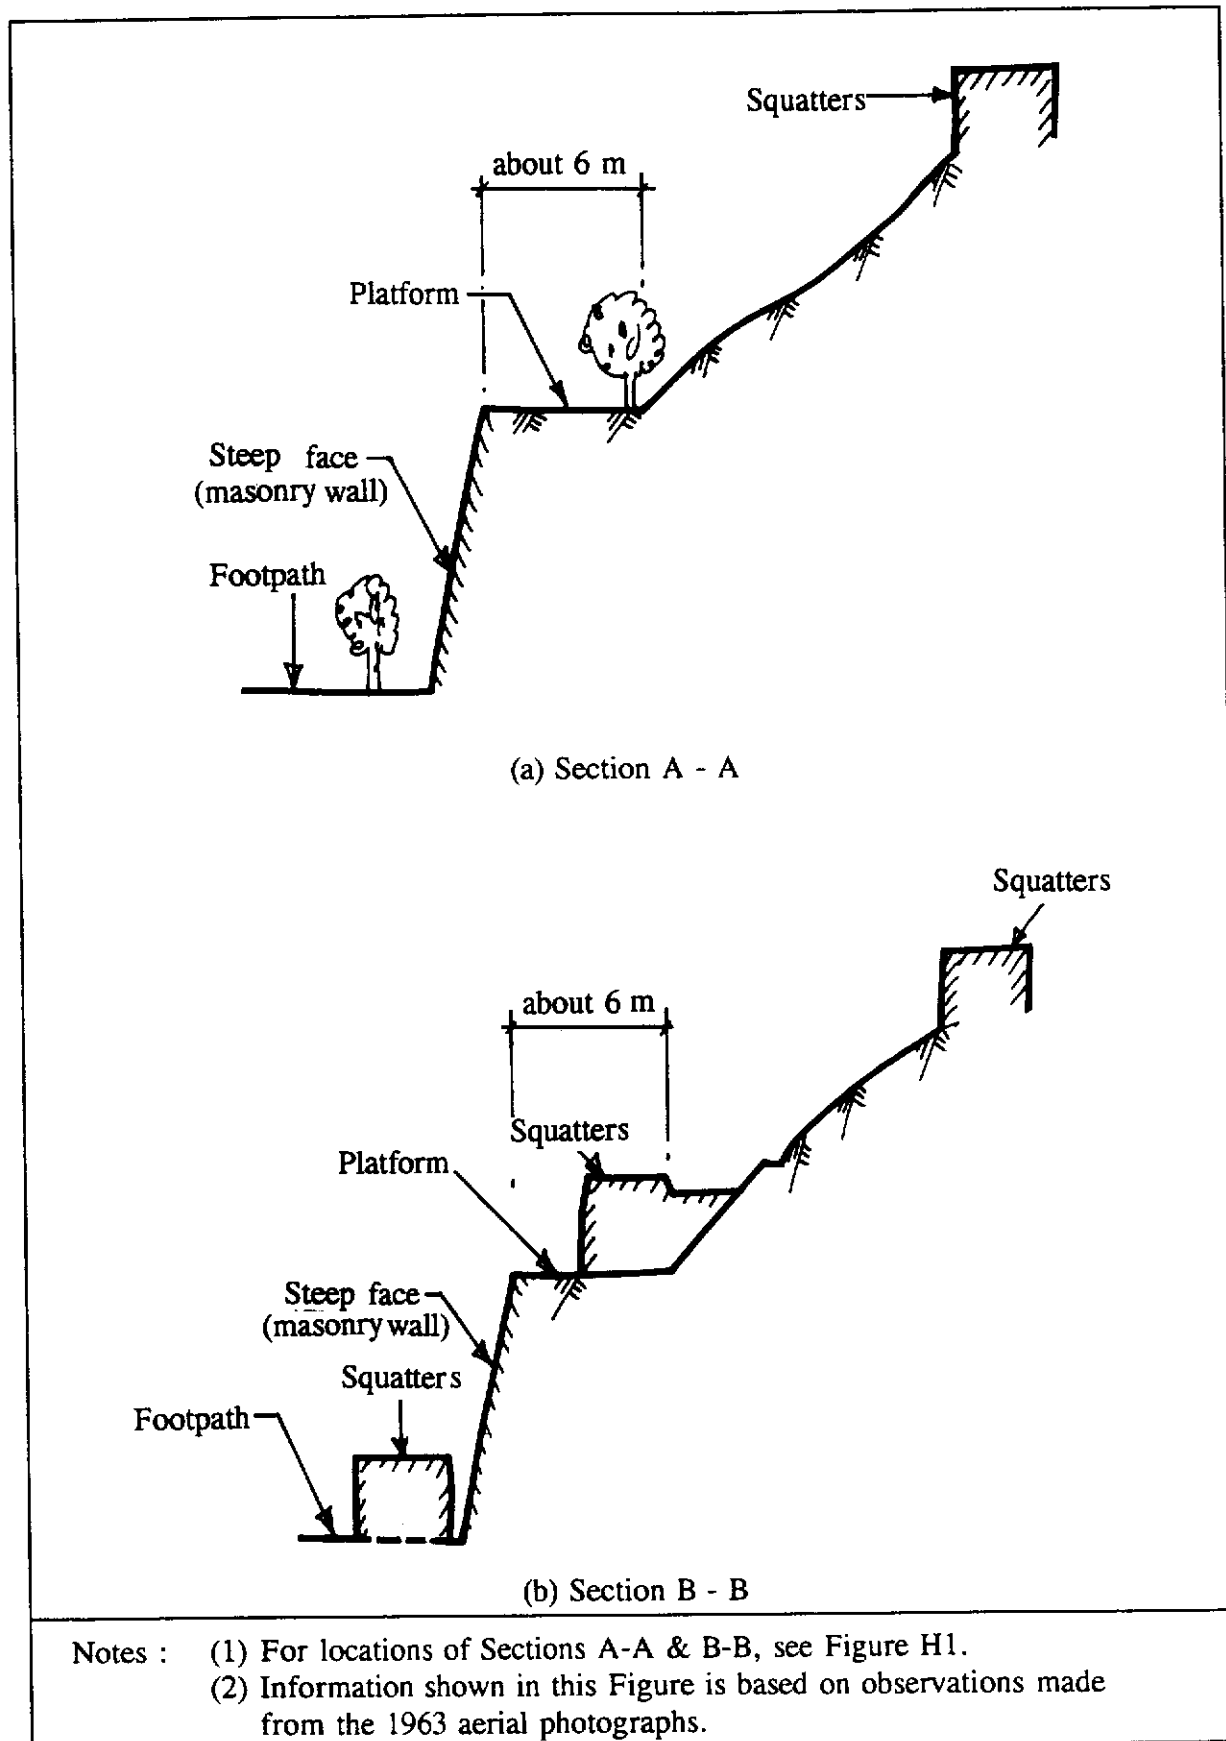 Squatters
about 6 m
Platform
Steep face
(masonry wall)
Footpath
(a) Section A - A
Squatters
about 6 m
Squatters
Platform
Steep face
(masonry wall)
Squatters
Footpath
(b) Section B - B
Notes : (1) For locations of Sections A-A & B-B, see Figure H1.
(2) Information shown in this Figure is based on observations made
from the 1963 aerial photographs.